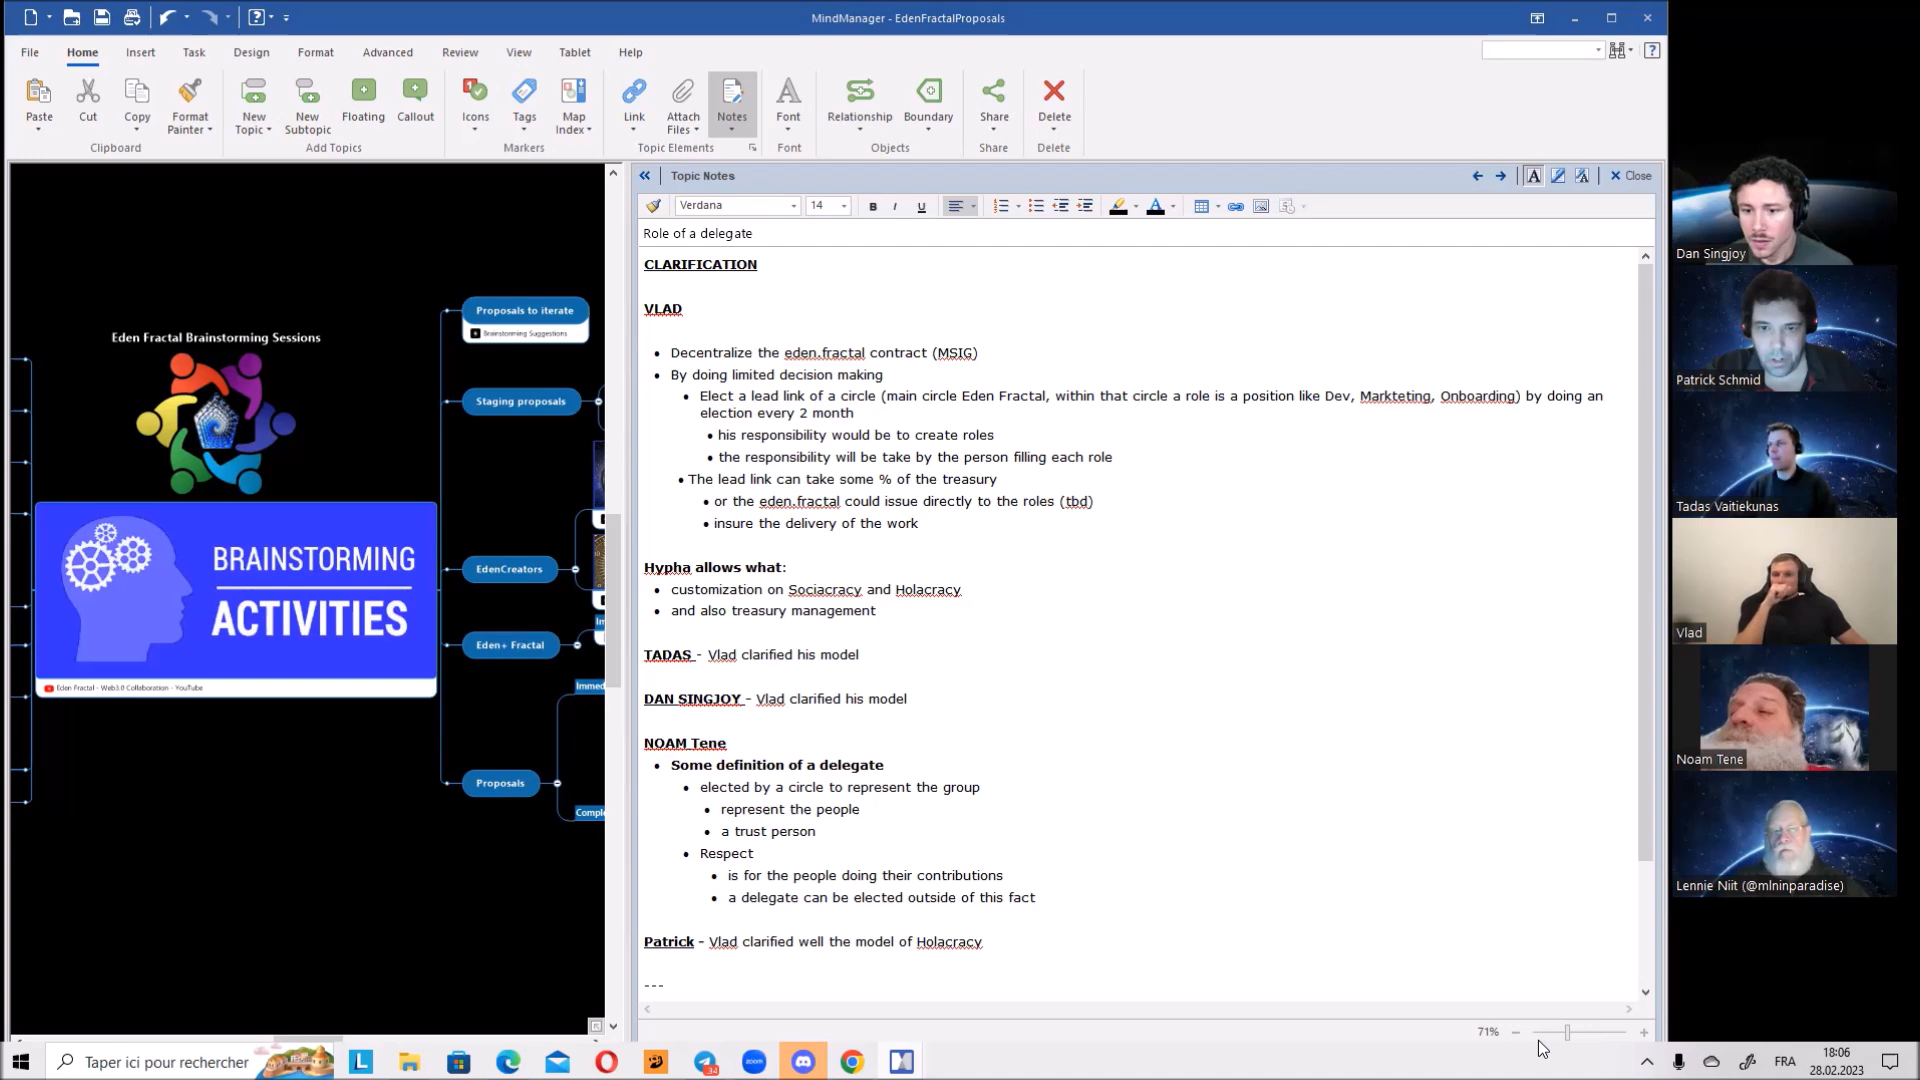 MindManager - EdenFractalProposals
File Home Insert Task Design Format Advanced Review View Tablet Help
Paste
Cut
Copy
Format Painter
Clipboard
New Topic
New Subtopic
Floating
Callout
Add Topics
Icons
Tags
Map Index
Markers
Link
Attach Files
Notes
Topic Elements
Font
Font
Relationship
Boundary
Objects
Share
Share
Delete
Delete
Eden Fractal Brainstorming Sessions
BRAINSTORMING
ACTIVITIES
Eden Fractal - Web3.0 Collaboration - YouTube
Proposals to iterate
Brainstorming Suggestions
Staging proposals
EdenCreators
Eden+ Fractal
Immed
Proposals
Comple
Topic Notes
Close
Verdana 14 B I U
Role of a delegate
CLARIFICATION
VLAD
• Decentralize the eden.fractal contract (MSIG)
• By doing limited decision making
• Elect a lead link of a circle (main circle Eden Fractal, within that circle a role is a position like Dev, Markteting, Onboarding) by doing an
election every 2 month
• his responsibility would be to create roles
• the responsibility will be take by the person filling each role
• The lead link can take some % of the treasury
• or the eden.fractal could issue directly to the roles (tbd)
• insure the delivery of the work
Hypha allows what:
• customization on Sociacracy and Holacracy
• and also treasury management
TADAS - Vlad clarified his model
DAN SINGJOY - Vlad clarified his model
NOAM Tene
• Some definition of a delegate
• elected by a circle to represent the group
• represent the people
• a trust person
• Respect
• is for the people doing their contributions
• a delegate can be elected outside of this fact
Patrick - Vlad clarified well the model of Holacracy
---
71%
Dan Singjoy
Patrick Schmid
Tadas Vaitiekunas
Vlad
Noam Tene
Lennie Niit (@mlninparadise)
Taper ici pour rechercher
L
34
zoom
FRA
18:06
28.02.2023